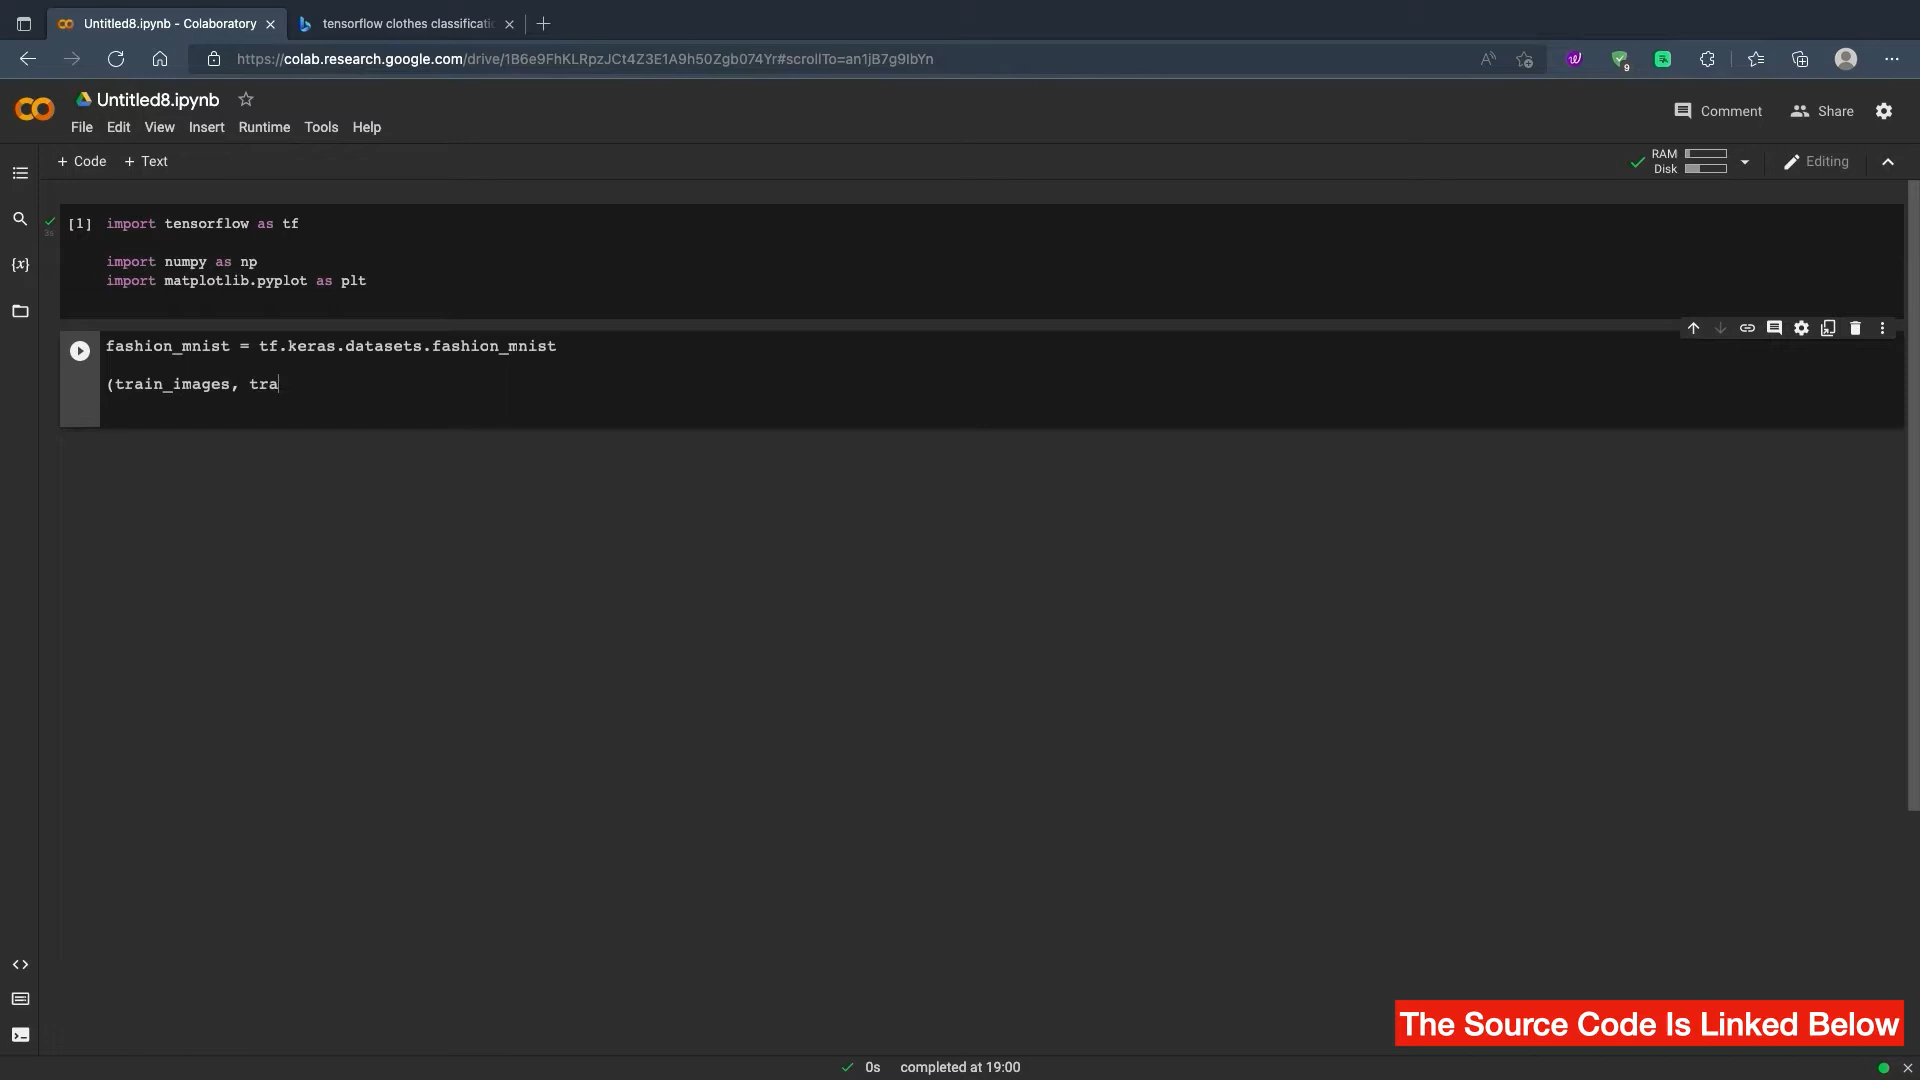 Untitled8.ipynb - Colaboratory
tensorflow clothes classificati
https://colab.research.google.com/drive/1B6e9FhKLRpzJCt4Z3E1A9h50Zgb074Yr#scrollTo=an1jB7g9IbYn
9
Untitled8.ipynb
Comment
Share
File Edit View Insert Runtime Tools Help
+ Code + Text
RAM
Disk
Editing
[1] import tensorflow as tf
3s
import numpy as np
import matplotlib.pyplot as plt
fashion_mnist = tf.keras.datasets.fashion_mnist
(train_images, tra
{x}
The Source Code Is Linked Below
0s completed at 19:00